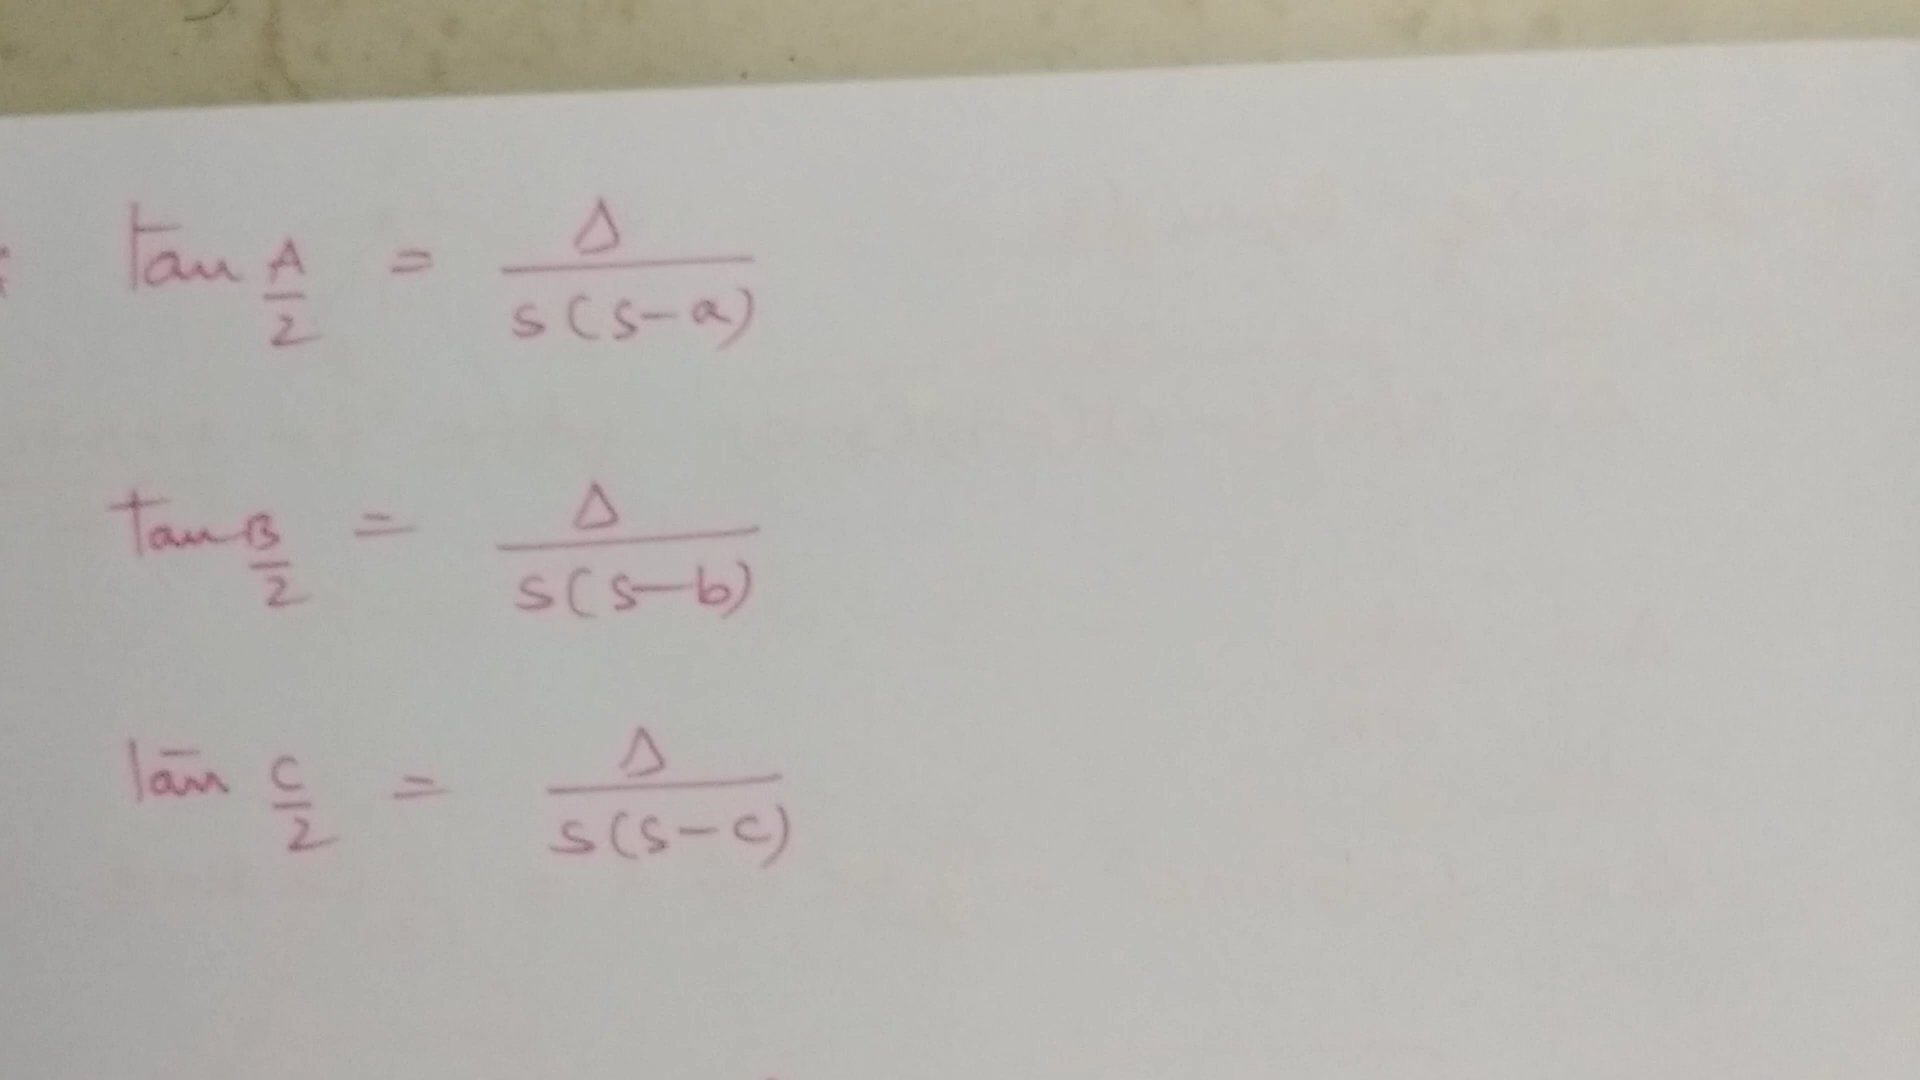 tan A/2 = Δ/s(s-a)
tan B/2 = Δ/s(s-b)
tan C/2 = Δ/s(s-c)